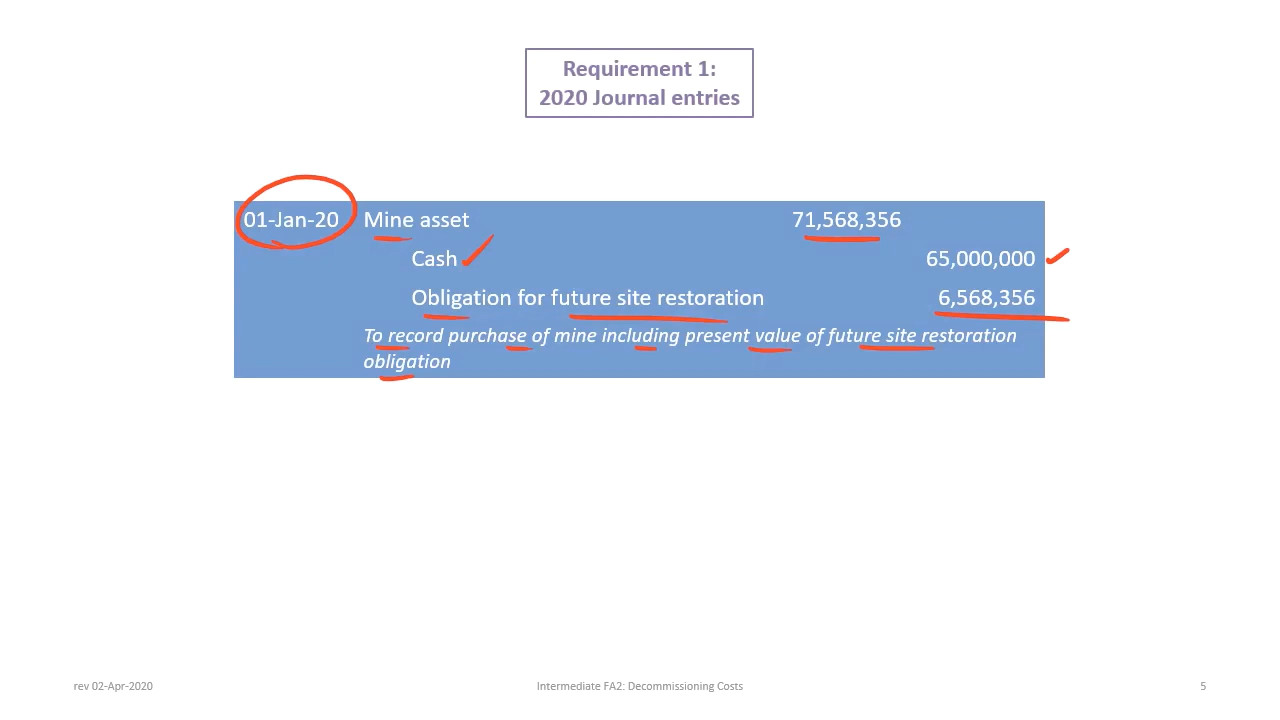 Requirement 1:
2020 Journal entries
01-Jan-20 Mine asset 71,568,356
Cash 65,000,000
Obligation for future site restoration 6,568,356
To record purchase of mine including present value of future site restoration
obligation
rev 02-Apr-2020 Intermediate FA2: Decommissioning Costs 5